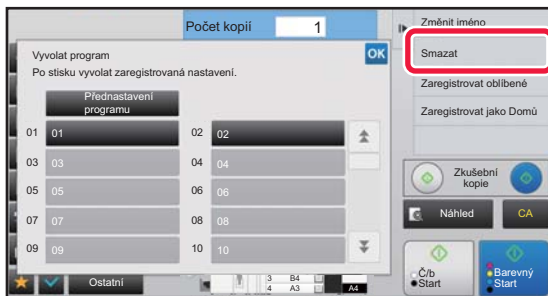 Počet kopií 1
Změnit jméno
Smazat
Zaregistrovat oblíbené
Zaregistrovat jako Domů
Vyvolat program
OK
Po stisku vyvolat zaregistrovaná nastavení.
Přednastavení
programu
01 01
02 02
03 03
04 04
05 05
06 06
07 07
08 08
09 09
10 10
Zkušební
kopie
Náhled
CA
Č/b
Start
Barevný
Start
Ostatní
3 B4
4 A3
A4